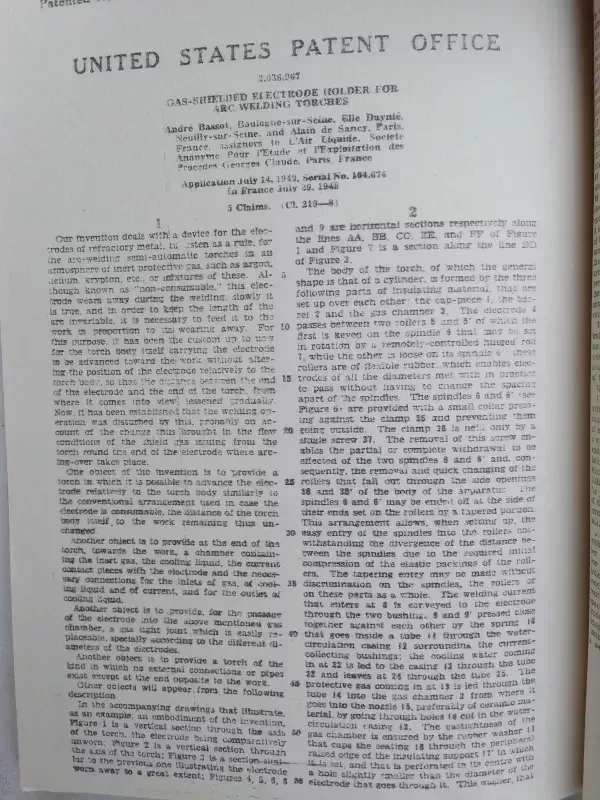 Patented
UNITED STATES PATENT OFFICE
2,638,967
GAS-SHIELDED ELECTRODE HOLDER FOR
ARC WELDING TORCHES
André Bassot, Boulogne-sur-Seine, Elie Daynié,
Neuilly-sur-Seine, and Alain de Sancy, Paris,
France, assignors to L'Air Liquide, Societe
Anonyme Pour l'Etude et l'Exploitation des
Procedes Georges Claude, Paris, France
Application July 14, 1949, Serial No. 104,674
In France July 29, 1948
5 Claims. (Cl. 219—8)
1
Our invention deals with a device for the elec-
trodes of refractory metal, as a rule, for
the arc-welding semi-automatic torches in an
atmosphere of inert protective gas, such as argon,
helium, krypton, etc., or mixtures of these. Al-
though known as "non-consumable," this elec-
trode wears away during the welding, slowly it
is true, and in order to keep the length of the
arc invariable, it is necessary to feed it to the
work in proportion to its wearing away. For
this purpose, it has been the custom up to now
for the torch body itself carrying the electrode
to be advanced toward the work without alter-
ing the position of the electrode relatively to the
torch body, so that the distance between the end
of the electrode and the end of the torch, from
where it comes into view, lessened gradually.
Now, it has been established that the welding op-
eration was disturbed by this, probably on ac-
count of the change thus brought in the flow
conditions of the shield gas issuing from the
torch round the end of the electrode where arc-
ing-over takes place.
One object of the invention is to provide a
torch in which it is possible to advance the elec-
trode relatively to the torch body similarly to
the conventional arrangement used in case the
electrode is consumable, the distance of the torch
body itself to the work remaining thus un-
changed
Another object is to provide at the end of the
torch, towards the work, a chamber contain-
ing the inert gas, the cooling liquid, the current
contact pieces with the electrode and the neces-
sary connections for the inlets of gas, of cool-
ing liquid and of current, and for the outlet of
cooling liquid.
Another object is to provide, for the passage
of the electrode into the above mentioned gas
chamber, a gas tight joint which is easily re-
placeable, specially according to the different di-
ameters of the electrodes.
Another object is to provide a torch of the
kind in which no external connections or pipes
exist except at the end opposite to the work.
Other objects will appear from the following
description
In the accompanying drawings that illustrate,
as an example, an embodiment of the invention,
Figure 1 is a vertical section through the axis
of the torch, the electrode being comparatively
unworn; Figure 2 is a vertical section through
the axis of the torch; Figure 3 is a section simi-
lar to the previous one illustrating the electrode
worn away to a great extent; Figures 4, 5, 6, 8
2
and 9 are horizontal sections respectively along
the lines AA, BB, CC, EE, and FF of Figure
1 and Figure 7 is a section along the line DD
of Figure 3.
The body of the torch, of which the general
5 shape is that of a cylinder, is formed by the three
following parts of insulating material, that are
set up over each other: the cap-piece 1, the bar-
rel 2 and the gas chamber 3. The electrode 4
10 passes between two rollers 5 and 5' of which the
first is keyed on the spindle 6 that may be set
in rotation by a remotely-controlled hinged rod
7, while the other is loose on its spindle 6' these
rollers are of flexible rubber, which enables elec-
15 trodes of all the diameters met with in practice
to pass without having to change the spacing
apart of the spindles. The spindles 6 and 6' (see
Figure 6) are provided with a small collar press-
ing against the clamp 36 and preventing them
20 going outside. The clamp 36 is held only by a
single screw 37. The removal of this screw en-
ables the partial or complete withdrawal to be
effected of the two spindles 6 and 6' and, con-
sequently, the removal and quick changing of the
25 rollers that fall out through the side openings
38 and 38' of the body of the apparatus. The
spindles 6 and 6' may be ended off at the side of
their ends set on the rollers by a tapered portion.
This arrangement allows, when setting up, the
30 easy entry of the spindles into the rollers not-
withstanding the divergence of the distance be-
tween the spindles due to the required initial
compression of the elastic packings of the roll-
ers. The tapering entry may be made without
35 discrimination on the spindles, the rollers or
on these parts as a whole. The welding current
that enters at 8 is conveyed to the electrode
through the two bushings 9 and 9' pressed close
together against each other by the spring 10
40 that goes inside a tube 11 through the water-
circulation casing 12 surrounding the current-
collecting bushings; the cooling water coming
in at 22 is led to the casing 12 through the tube
23 and leaves at 24 through the tube 25. The
45 protective gas coming in at 13 is led through the
tube 14 into the gas chamber 3 from where it
goes into the nozzle 15, preferably of ceramic ma-
terial, by going through holes 16 cut in the water-
circulation casing 12. The gastightness of the
50 gas chamber is ensured by the rubber washer 17
that caps the seating 18 through the peripheral
raised edge of the insulating support 17' in which
it is set, and that is perforated in its centre with
a hole slightly smaller than the diameter of the
55 electrode that goes through it. This washer, that